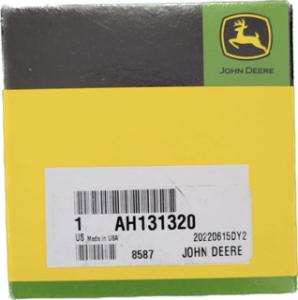 JOHN DEERE
1 AH131320
US Made in USA 20220615DY2
8587 JOHN DEERE